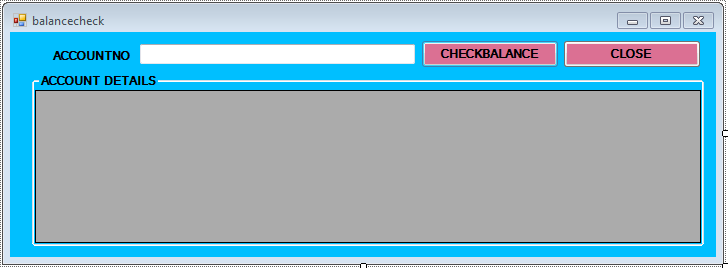 balancecheck
ACCOUNTNO CHECKBALANCE CLOSE
ACCOUNT DETAILS